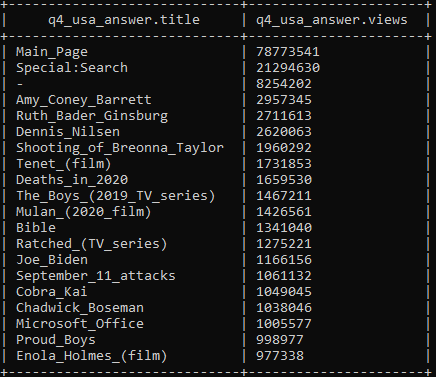 q4_usa_answer.title | q4_usa_answer.views
Main_Page | 78773541
Special:Search | 21294630
- | 8254202
Amy_Coney_Barrett | 2957345
Ruth_Bader_Ginsburg | 2711613
Dennis_Nilsen | 2620063
Shooting_of_Breonna_Taylor | 1960292
Tenet_(film) | 1731853
Deaths_in_2020 | 1659530
The_Boys_(2019_TV_series) | 1467211
Mulan_(2020_film) | 1426561
Bible | 1341040
Ratched_(TV_series) | 1275221
Joe_Biden | 1166156
September_11_attacks | 1061132
Cobra_Kai | 1049045
Chadwick_Boseman | 1038046
Microsoft_Office | 1005577
Proud_Boys | 998977
Enola_Holmes_(film) | 977338